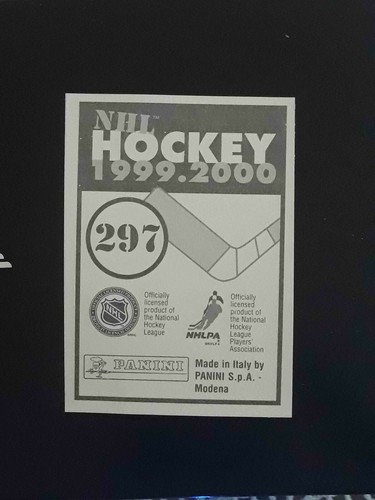 NHL
HOCKEY
1999.2000
297
NHL
Officially
licensed
product of
the National
Hockey
League
NHLPA
Officially
licensed
product of
the National
Hockey
League
Players'
Association
PANINI
Made in Italy by
PANINI S.p.A. -
Modena